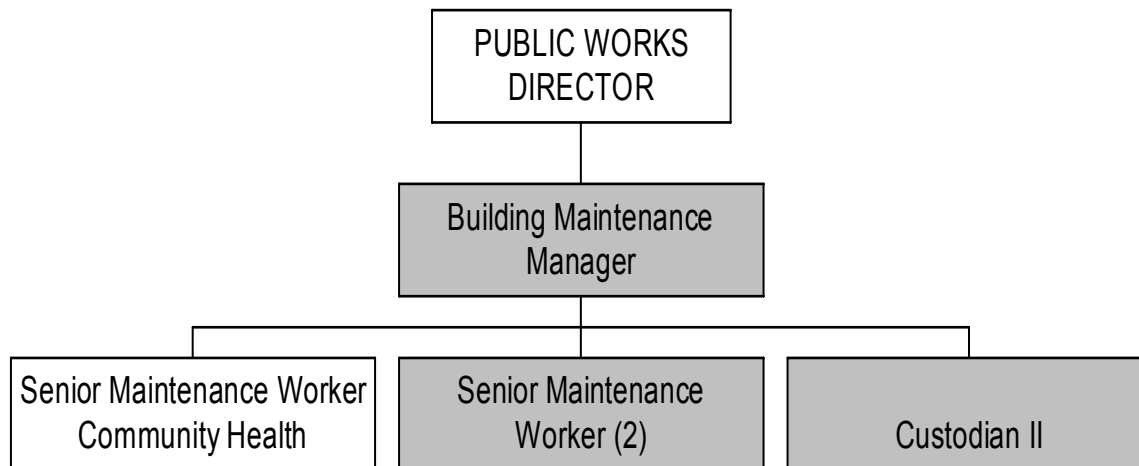 PUBLIC WORKS
DIRECTOR
Building Maintenance
Manager
Senior Maintenance Worker
Community Health
Senior Maintenance
Worker (2)
Custodian II